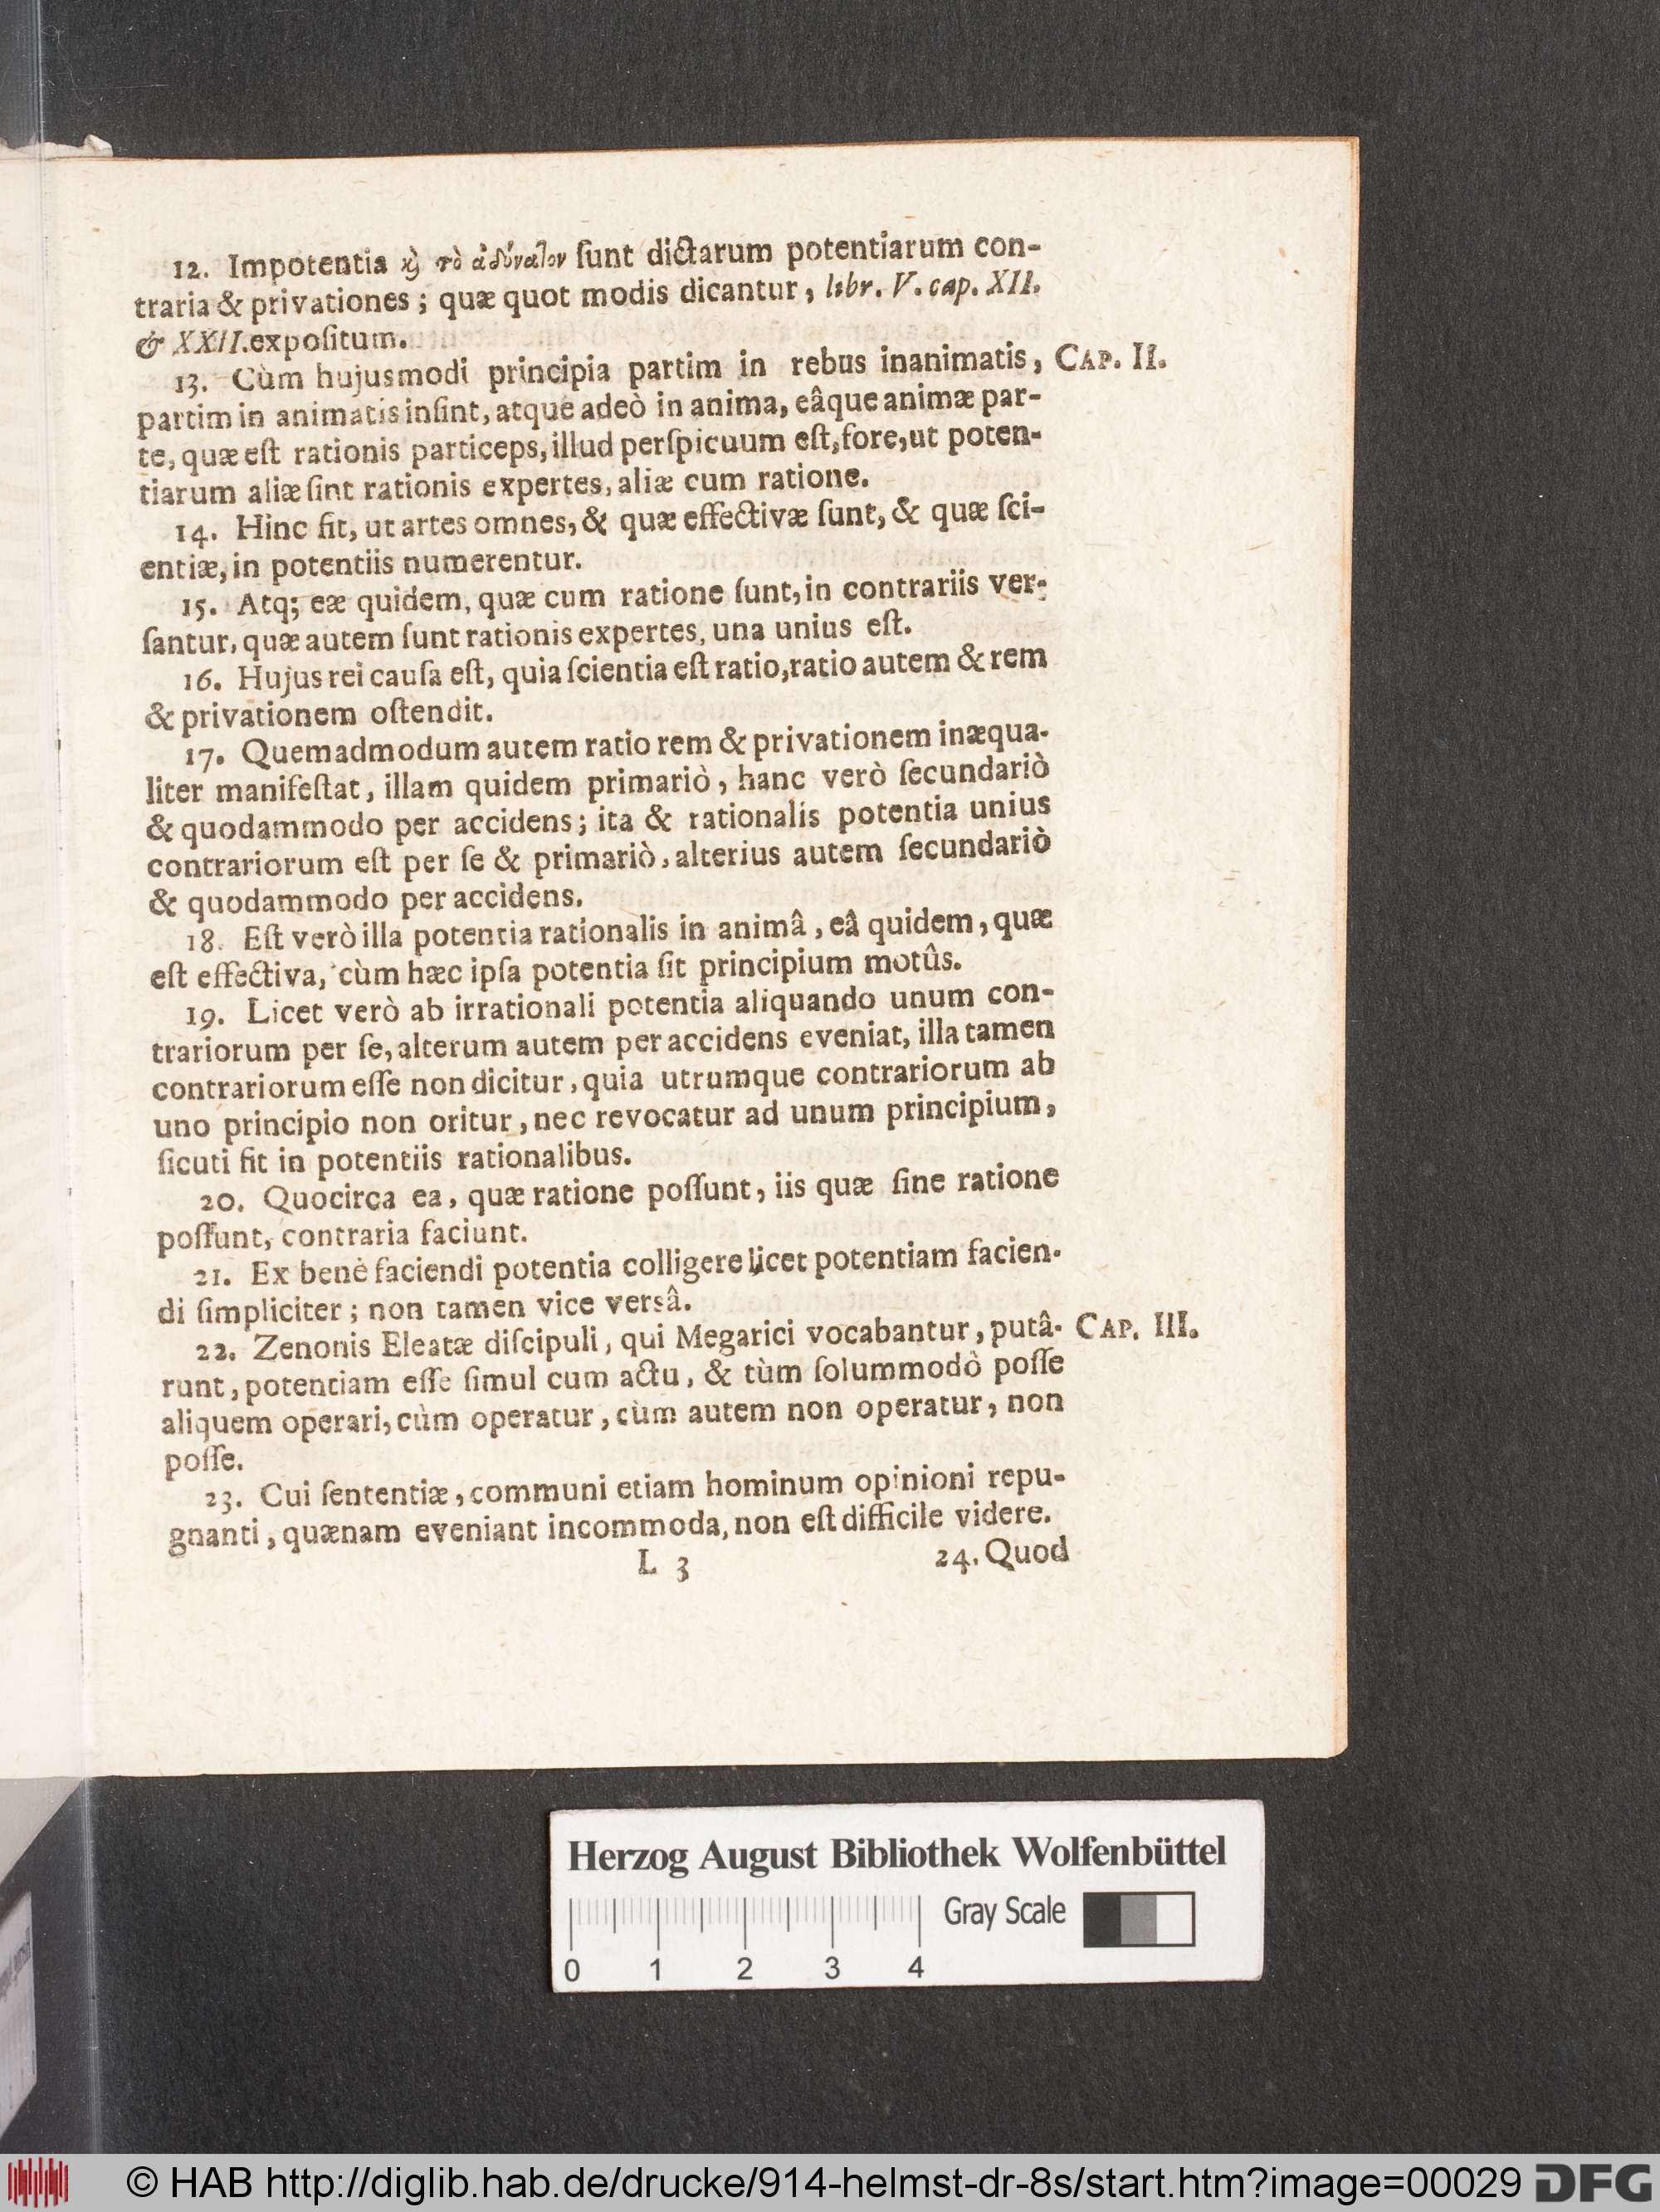 12. Impotentia ϗ τὸ ἀδύναῖον ſunt dictarum potentiarum con-
traria & privationes; quæ quot modis dicantur, libr. V. cap. XII.
& XXII. expoſitum.
13. Cùm hujusmodi principia partim in rebus inanimatis, CAP. II.
partim in animatis inſint, atque adeò in anima, eâque animæ par-
te, quæ eſt rationis particeps, illud perſpicuum eſt, fore, ut poten-
tiarum aliæ ſint rationis expertes, aliæ cum ratione.
14. Hinc fit, ut artes omnes, & quæ effectivæ ſunt, & quæ ſci-
entiæ, in potentiis numerentur.
15. Atq; eæ quidem, quæ cum ratione ſunt, in contrariis ver-
ſantur, quæ autem ſunt rationis expertes, una unius eſt.
16. Hujus rei cauſa eſt, quia ſcientia eſt ratio, ratio autem & rem
& privationem oſtendit.
17. Quemadmodum autem ratio rem & privationem inæqua-
liter manifeſtat, illam quidem primariò, hanc verò ſecundariò
& quodammodo per accidens; ita & rationalis potentia unius
contrariorum eſt per ſe & primariò, alterius autem ſecundariò
& quodammodo per accidens.
18. Eſt verò illa potentia rationalis in animâ, eâ quidem, quæ
eſt effectiva, cùm hæc ipſa potentia ſit principium motûs.
19. Licet verò ab irrationali potentia aliquando unum con-
trariorum per ſe, alterum autem per accidens eveniat, illa tamen
contrariorum eſſe non dicitur, quia utrumque contrariorum ab
uno principio non oritur, nec revocatur ad unum principium,
ſicuti fit in potentiis rationalibus.
20. Quocirca ea, quæ ratione poſſunt, iis quæ ſine ratione
poſſunt, contraria faciunt.
21. Ex benè faciendi potentia colligere licet potentiam facien-
di ſimpliciter; non tamen vice versâ.
22. Zenonis Eleatæ diſcipuli, qui Megarici vocabantur, putâ- CAP. III.
runt, potentiam eſſe ſimul cum actu, & tùm ſolummodò poſſe
aliquem operari, cùm operatur, cùm autem non operatur, non
poſſe.
23. Cui ſententiæ, communi etiam hominum opinioni repu-
gnanti, quænam eveniant incommoda, non eſt difficile videre.
L 3 24. Quod
Herzog August Bibliothek Wolfenbüttel
Gray Scale
0 1 2 3 4
© HAB http://diglib.hab.de/drucke/914-helmst-dr-8s/start.htm?image=00029 DFG